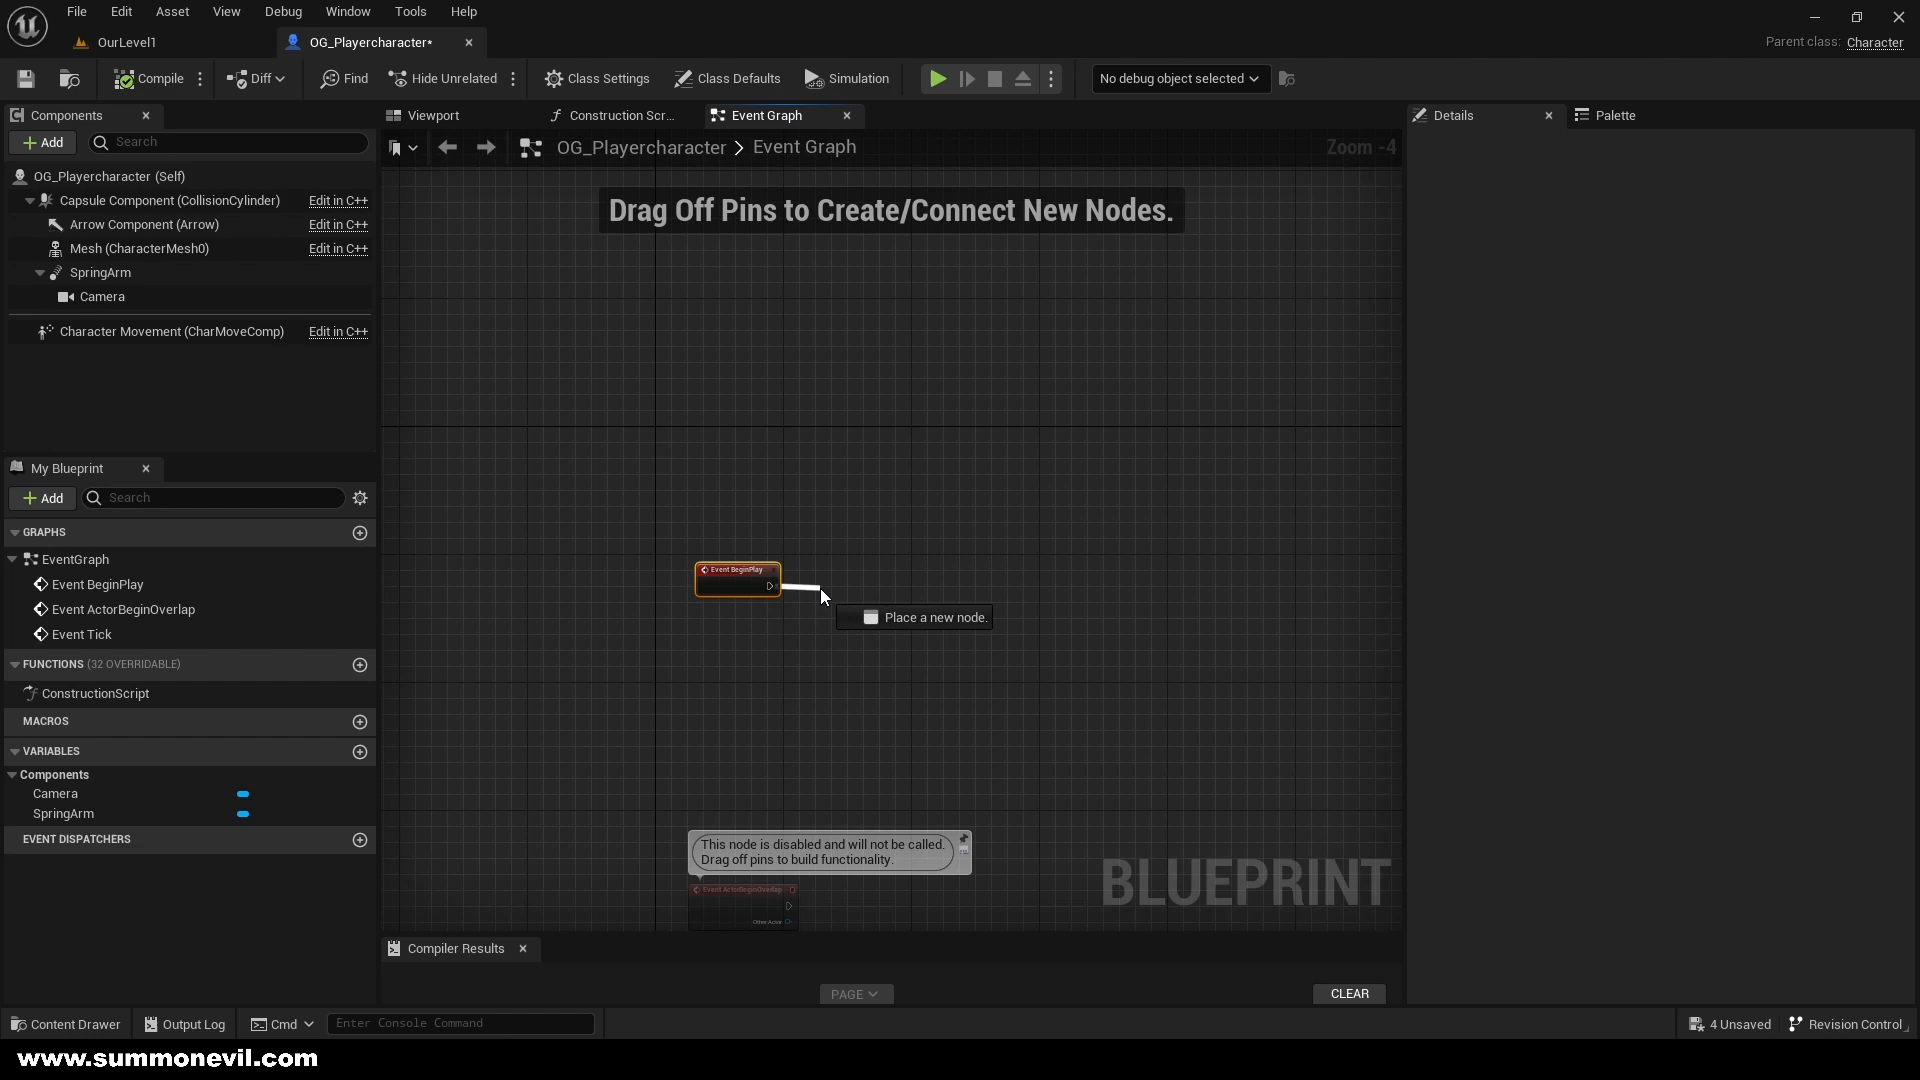 File Edit Asset View Debug Window Tools Help
OurLevel1
OG_Playercharacter*
Parent class: Character
Compile
Diff
Find
Hide Unrelated
Class Settings
Class Defaults
Simulation
No debug object selected
Components
Add
Search
OG_Playercharacter (Self)
Capsule Component (CollisionCylinder) Edit in C++
Arrow Component (Arrow) Edit in C++
Mesh (CharacterMesh0) Edit in C++
SpringArm
Camera
Character Movement (CharMoveComp) Edit in C++
My Blueprint
Add
Search
GRAPHS
EventGraph
Event BeginPlay
Event ActorBeginOverlap
Event Tick
FUNCTIONS (32 OVERRIDABLE)
ConstructionScript
MACROS
VARIABLES
Components
Camera
SpringArm
EVENT DISPATCHERS
Viewport
Construction Scr...
Event Graph
OG_Playercharacter > Event Graph
Zoom -4
Drag Off Pins to Create/Connect New Nodes.
Event BeginPlay
Place a new node.
This node is disabled and will not be called.
Drag off pins to build functionality.
Event ActorBeginOverlap
Other Actor
BLUEPRINT
Compiler Results
PAGE
CLEAR
Details
Palette
Content Drawer
Output Log
Cmd
Enter Console Command
4 Unsaved
Revision Control
www.summonevil.com